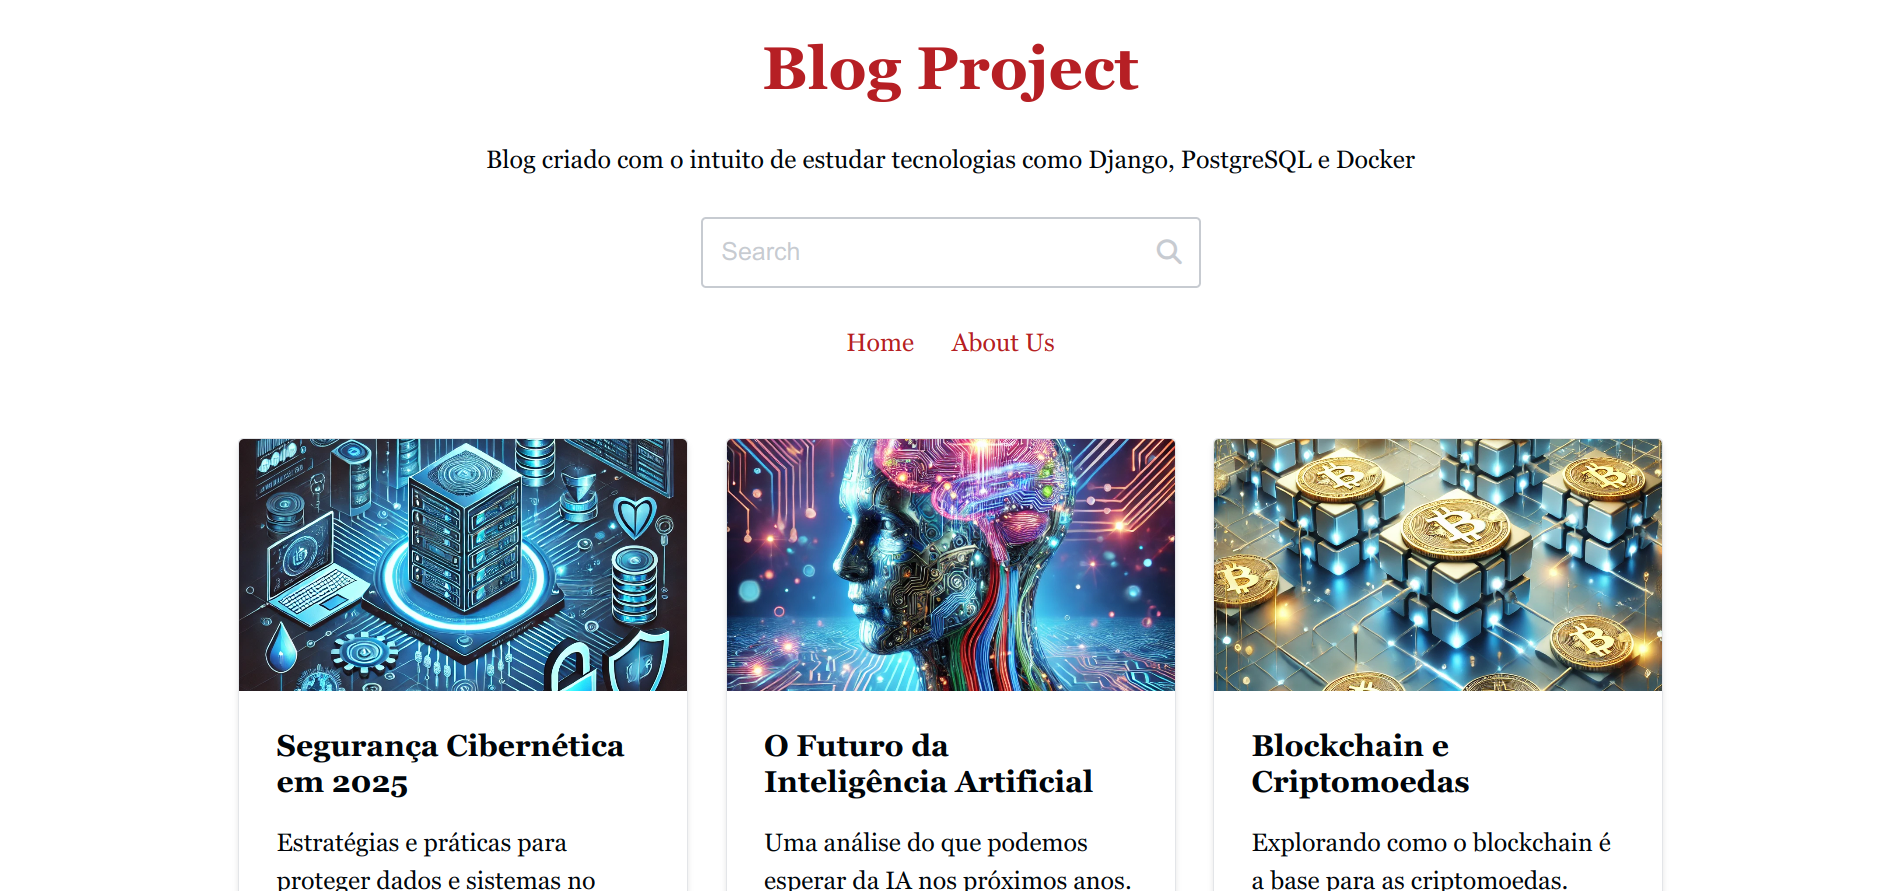 Blog Project
Blog criado com o intuito de estudar tecnologias como Django, PostgreSQL e Docker
Search
Home About Us
Segurança Cibernética
em 2025
Estratégias e práticas para
proteger dados e sistemas no
O Futuro da
Inteligência Artificial
Uma análise do que podemos
esperar da IA nos próximos anos.
Blockchain e
Criptomoedas
Explorando como o blockchain é
a base para as criptomoedas.